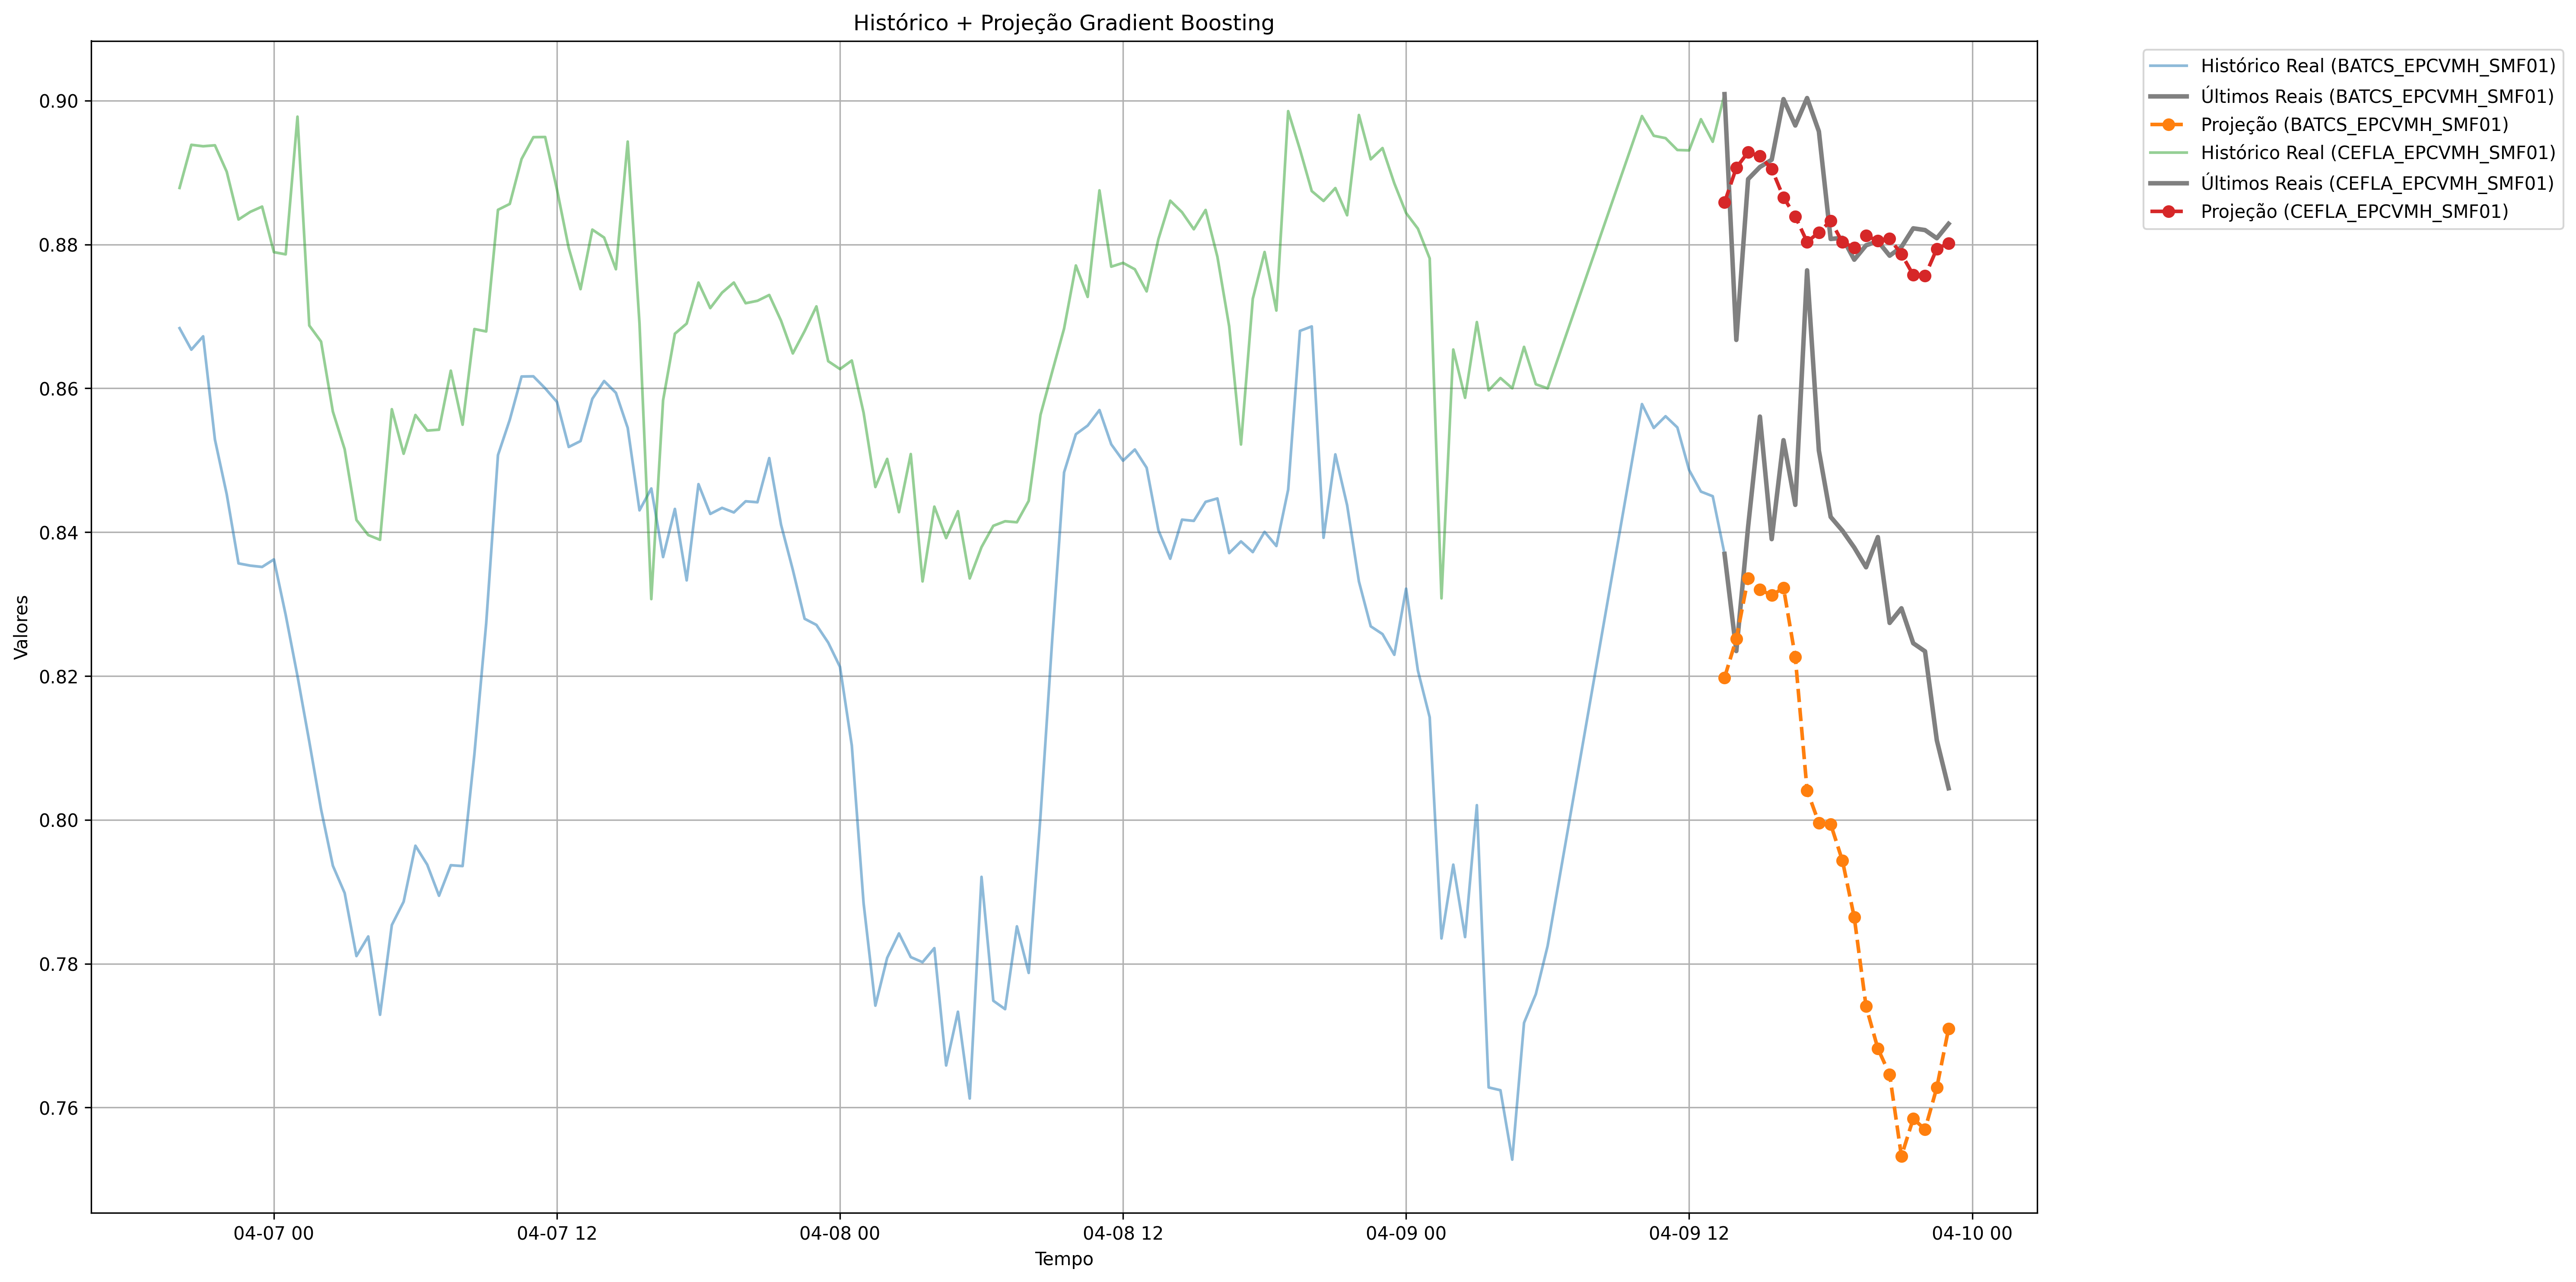 Histórico + Projeção Gradient Boosting
Histórico Real (BATCS_EPCVMH_SMF01)
Últimos Reais (BATCS_EPCVMH_SMF01)
Projeção (BATCS_EPCVMH_SMF01)
Histórico Real (CEFLA_EPCVMH_SMF01)
Últimos Reais (CEFLA_EPCVMH_SMF01)
Projeção (CEFLA_EPCVMH_SMF01)
Valores
0.90
0.88
0.86
0.84
0.82
0.80
0.78
0.76
04-07 00
04-07 12
04-08 00
04-08 12
04-09 00
04-09 12
04-10 00
Tempo